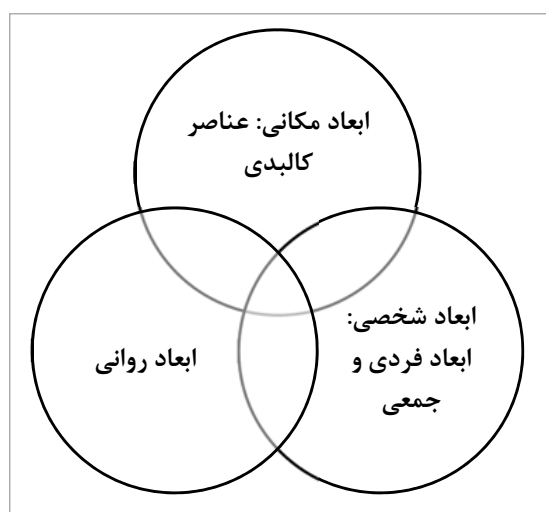 ابعاد مکانی: عناصر
کالبدی
ابعاد شخصی:
ابعاد فردی و
جمعی
ابعاد روانی